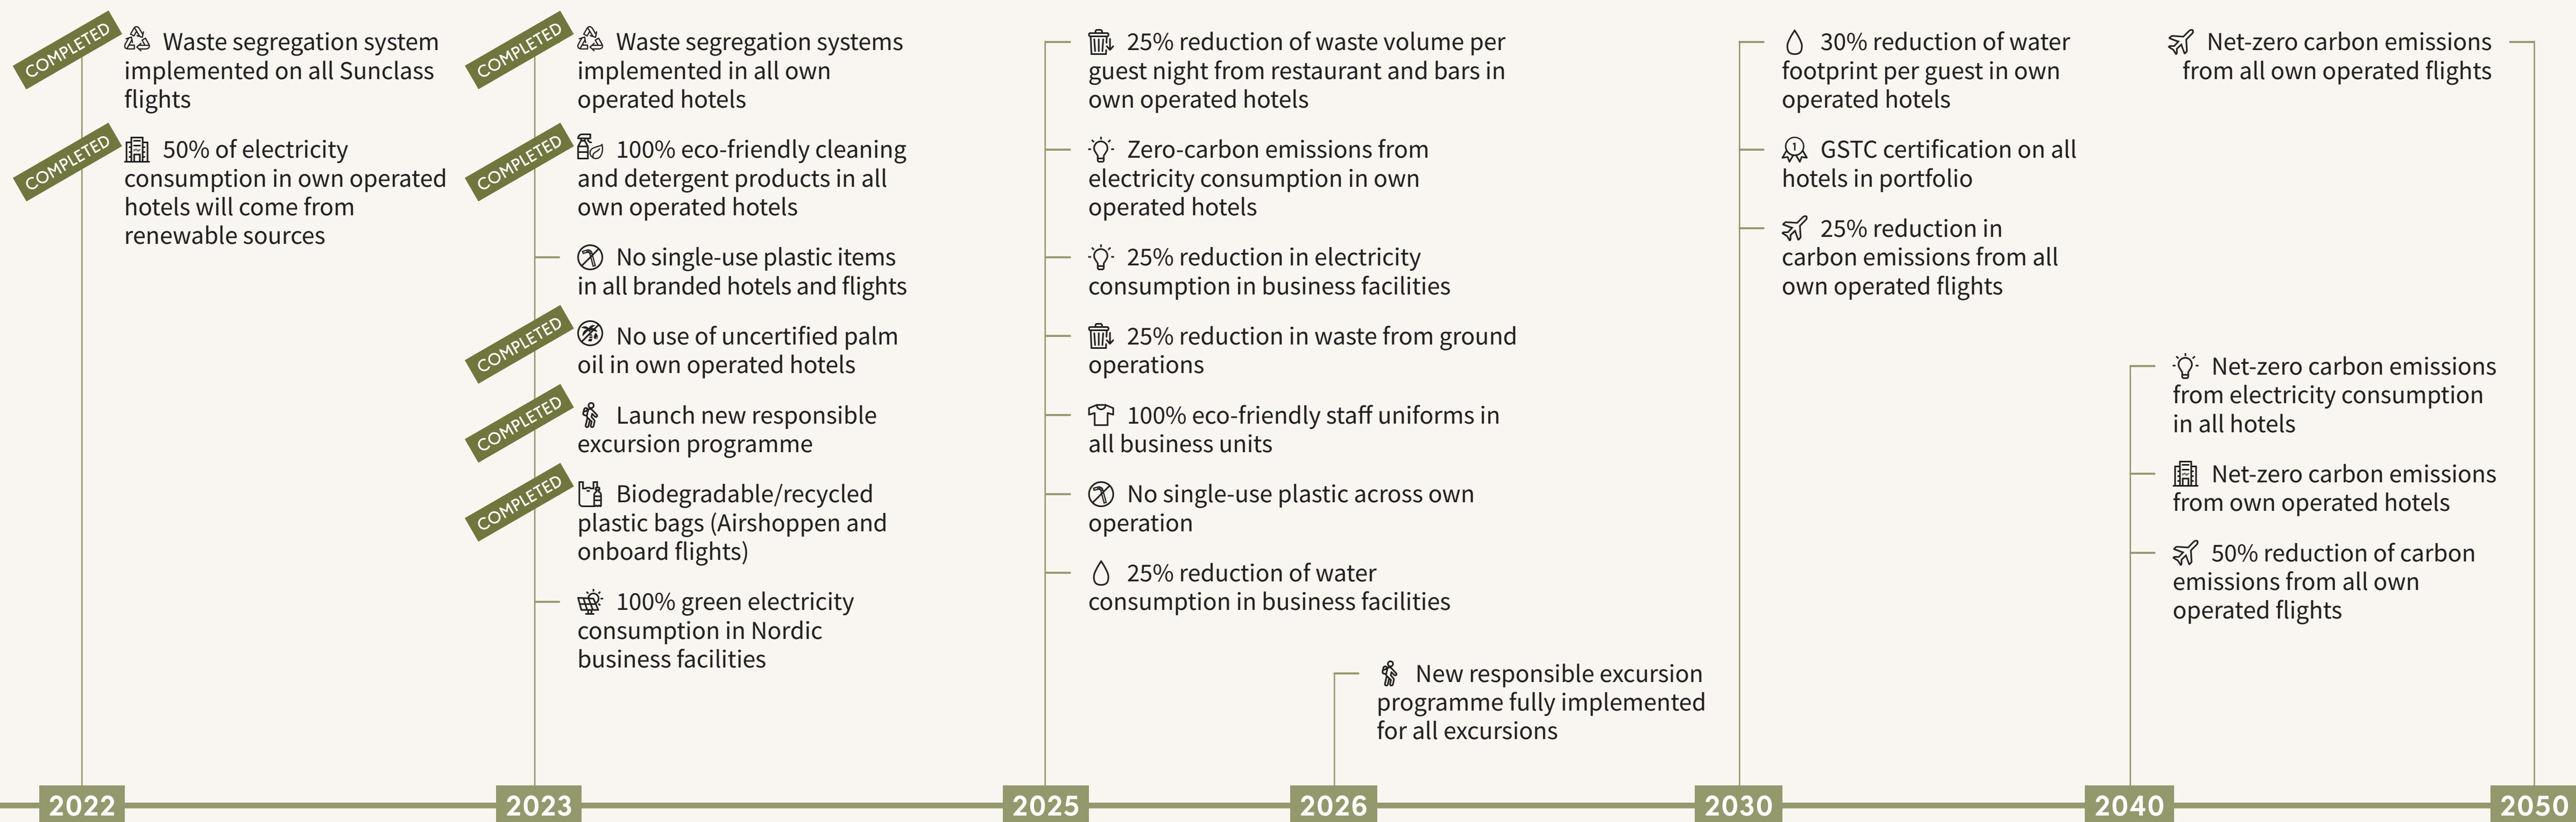 COMPLETED
Waste segregation system
implemented on all Sunclass
flights
COMPLETED
50% of electricity
consumption in own operated
hotels will come from
renewable sources
COMPLETED
Waste segregation systems
implemented in all own
operated hotels
COMPLETED
100% eco-friendly cleaning
and detergent products in all
own operated hotels
No single-use plastic items
in all branded hotels and flights
COMPLETED
No use of uncertified palm
oil in own operated hotels
COMPLETED
Launch new responsible
excursion programme
COMPLETED
Biodegradable/recycled
plastic bags (Airshoppen and
onboard flights)
100% green electricity
consumption in Nordic
business facilities
25% reduction of waste volume per
guest night from restaurant and bars in
own operated hotels
Zero-carbon emissions from
electricity consumption in own
operated hotels
25% reduction in electricity
consumption in business facilities
25% reduction in waste from ground
operations
100% eco-friendly staff uniforms in
all business units
No single-use plastic across own
operation
25% reduction of water
consumption in business facilities
New responsible excursion
programme fully implemented
for all excursions
30% reduction of water
footprint per guest in own
operated hotels
1
GSTC certification on all
hotels in portfolio
25% reduction in
carbon emissions from all
own operated flights
Net-zero carbon emissions
from electricity consumption
in all hotels
Net-zero carbon emissions
from own operated hotels
50% reduction of carbon
emissions from all own
operated flights
Net-zero carbon emissions
from all own operated flights
2022
2023
2025
2026
2030
2040
2050